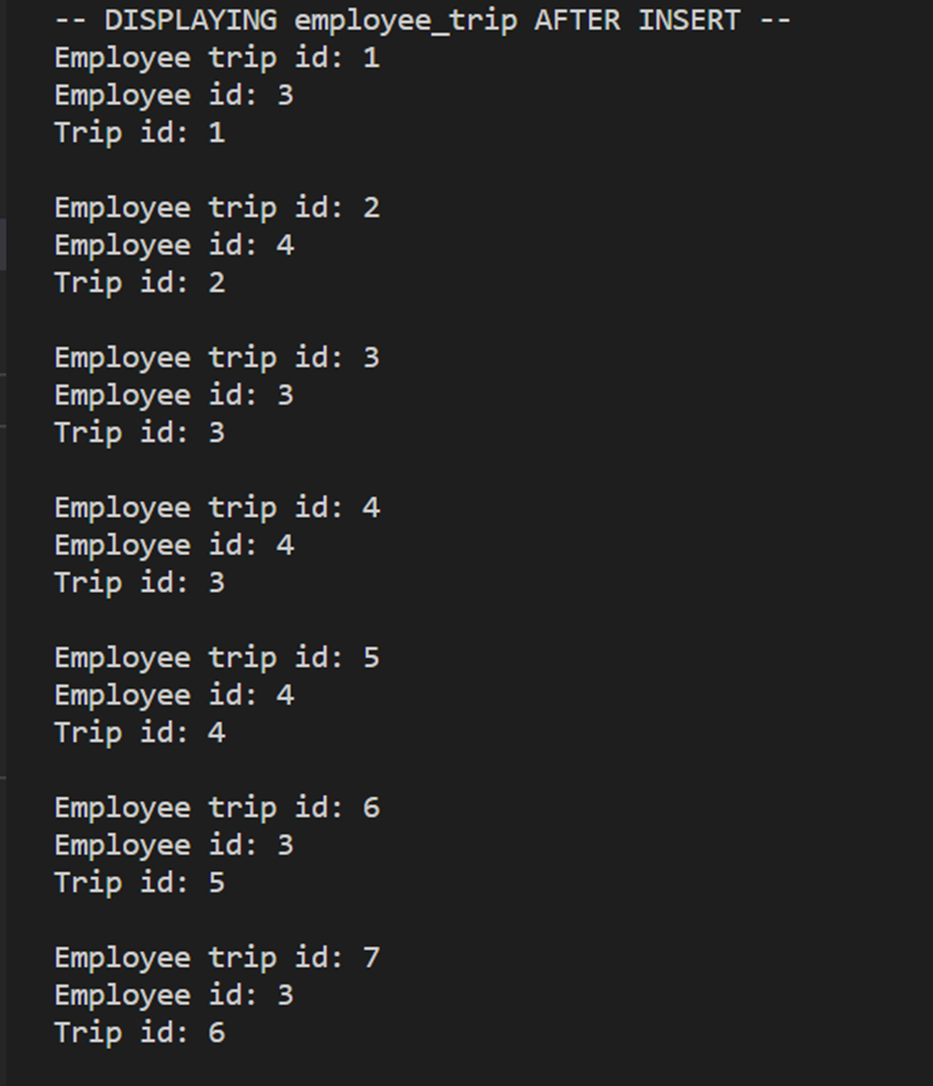 -- DISPLAYING employee_trip AFTER INSERT --
Employee trip id: 1
Employee id: 3
Trip id: 1

Employee trip id: 2
Employee id: 4
Trip id: 2

Employee trip id: 3
Employee id: 3
Trip id: 3

Employee trip id: 4
Employee id: 4
Trip id: 3

Employee trip id: 5
Employee id: 4
Trip id: 4

Employee trip id: 6
Employee id: 3
Trip id: 5

Employee trip id: 7
Employee id: 3
Trip id: 6